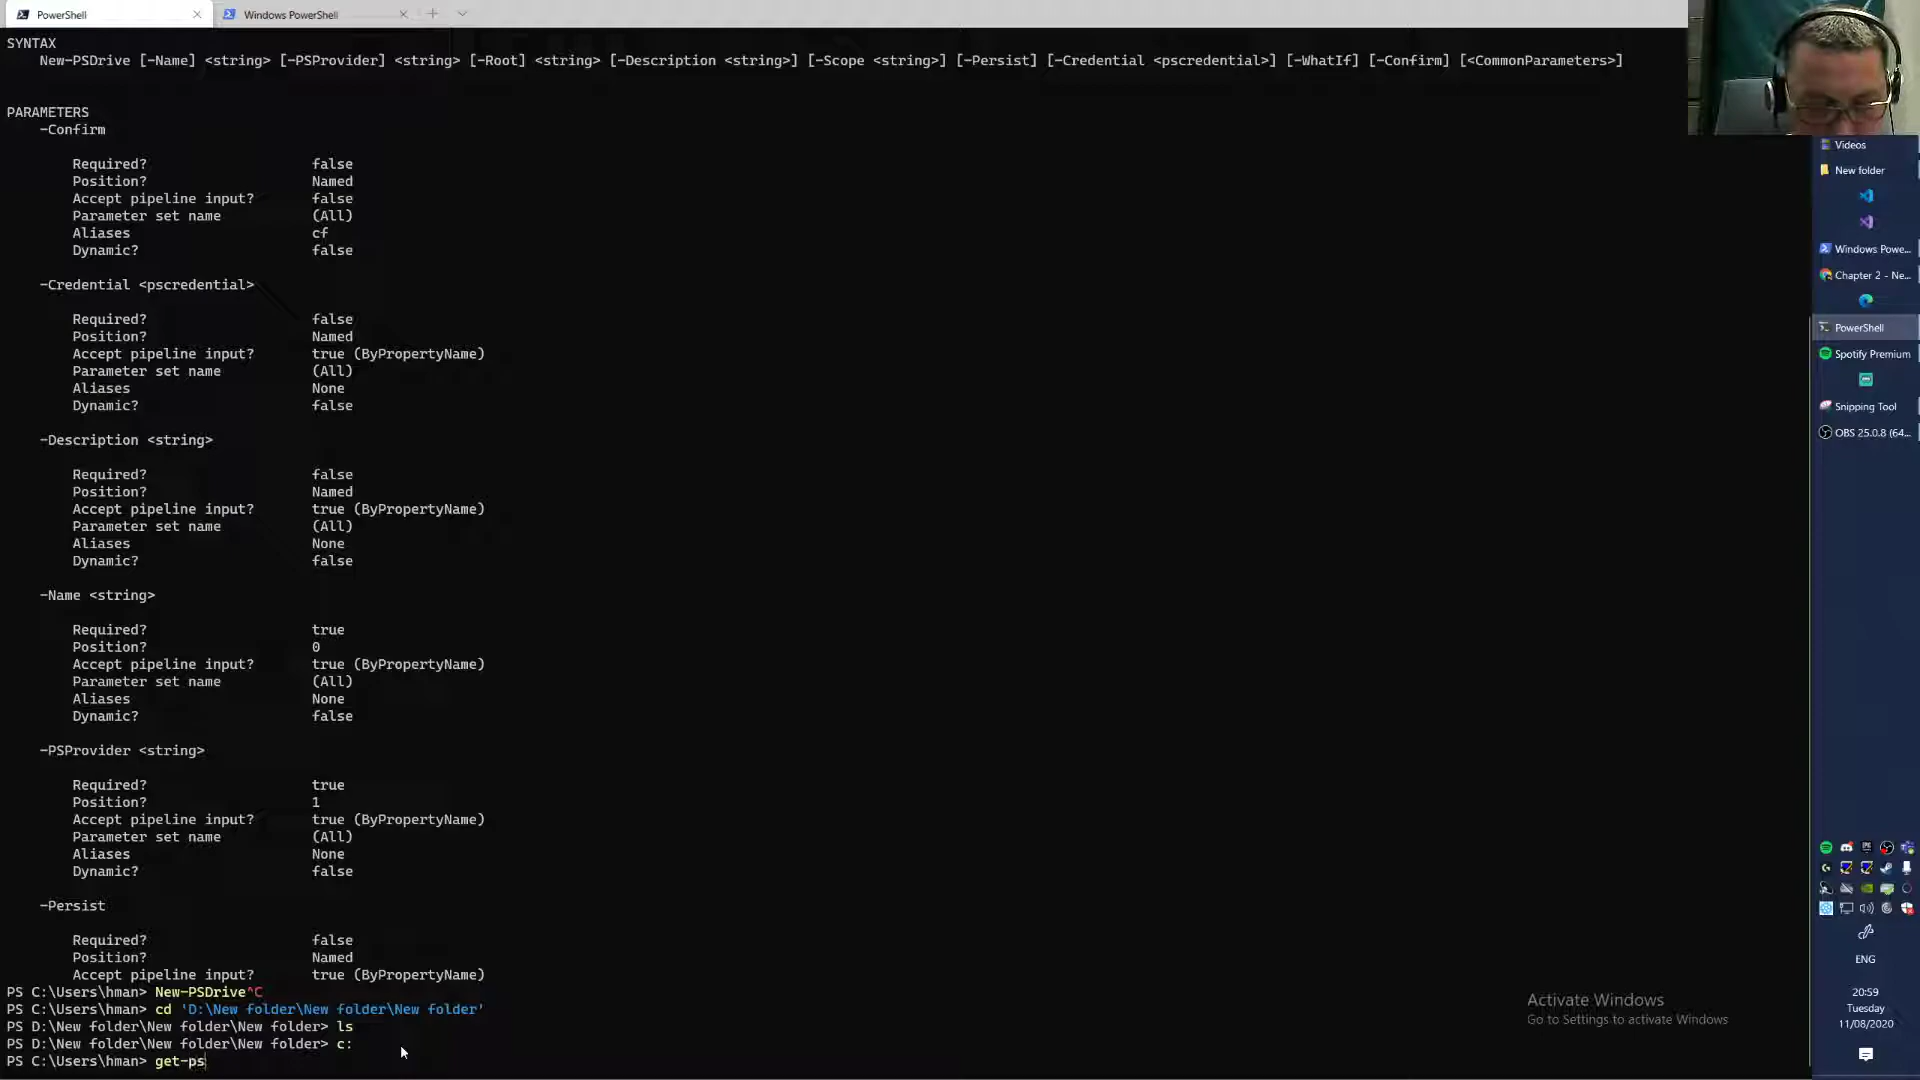 PowerShell
Windows PowerShell
SYNTAX
New-PSDrive [-Name] <string> [-PSProvider] <string> [-Root] <string> [-Description <string>] [-Scope <string>] [-Persist] [-Credential <pscredential>] [-WhatIf] [-Confirm] [<CommonParameters>]
PARAMETERS
-Confirm
Required? false
Position? Named
Accept pipeline input? false
Parameter set name (All)
Aliases cf
Dynamic? false
-Credential <pscredential>
Required? false
Position? Named
Accept pipeline input? true (ByPropertyName)
Parameter set name (All)
Aliases None
Dynamic? false
-Description <string>
Required? false
Position? Named
Accept pipeline input? true (ByPropertyName)
Parameter set name (All)
Aliases None
Dynamic? false
-Name <string>
Required? true
Position? 0
Accept pipeline input? true (ByPropertyName)
Parameter set name (All)
Aliases None
Dynamic? false
-PSProvider <string>
Required? true
Position? 1
Accept pipeline input? true (ByPropertyName)
Parameter set name (All)
Aliases None
Dynamic? false
-Persist
Required? false
Position? Named
Accept pipeline input? true (ByPropertyName)
PS C:\Users\hman> New-PSDrive^C
PS C:\Users\hman> cd 'D:\New folder\New folder\New folder'
PS D:\New folder\New folder\New folder> ls
PS D:\New folder\New folder\New folder> c:
PS C:\Users\hman> get-ps
Videos
New folder
Windows Powe...
Chapter 2 - Ne...
PowerShell
Spotify Premium
Snipping Tool
OBS 25.0.8 (64...
ENG
20:59
Tuesday
11/08/2020
Activate Windows
Go to Settings to activate Windows